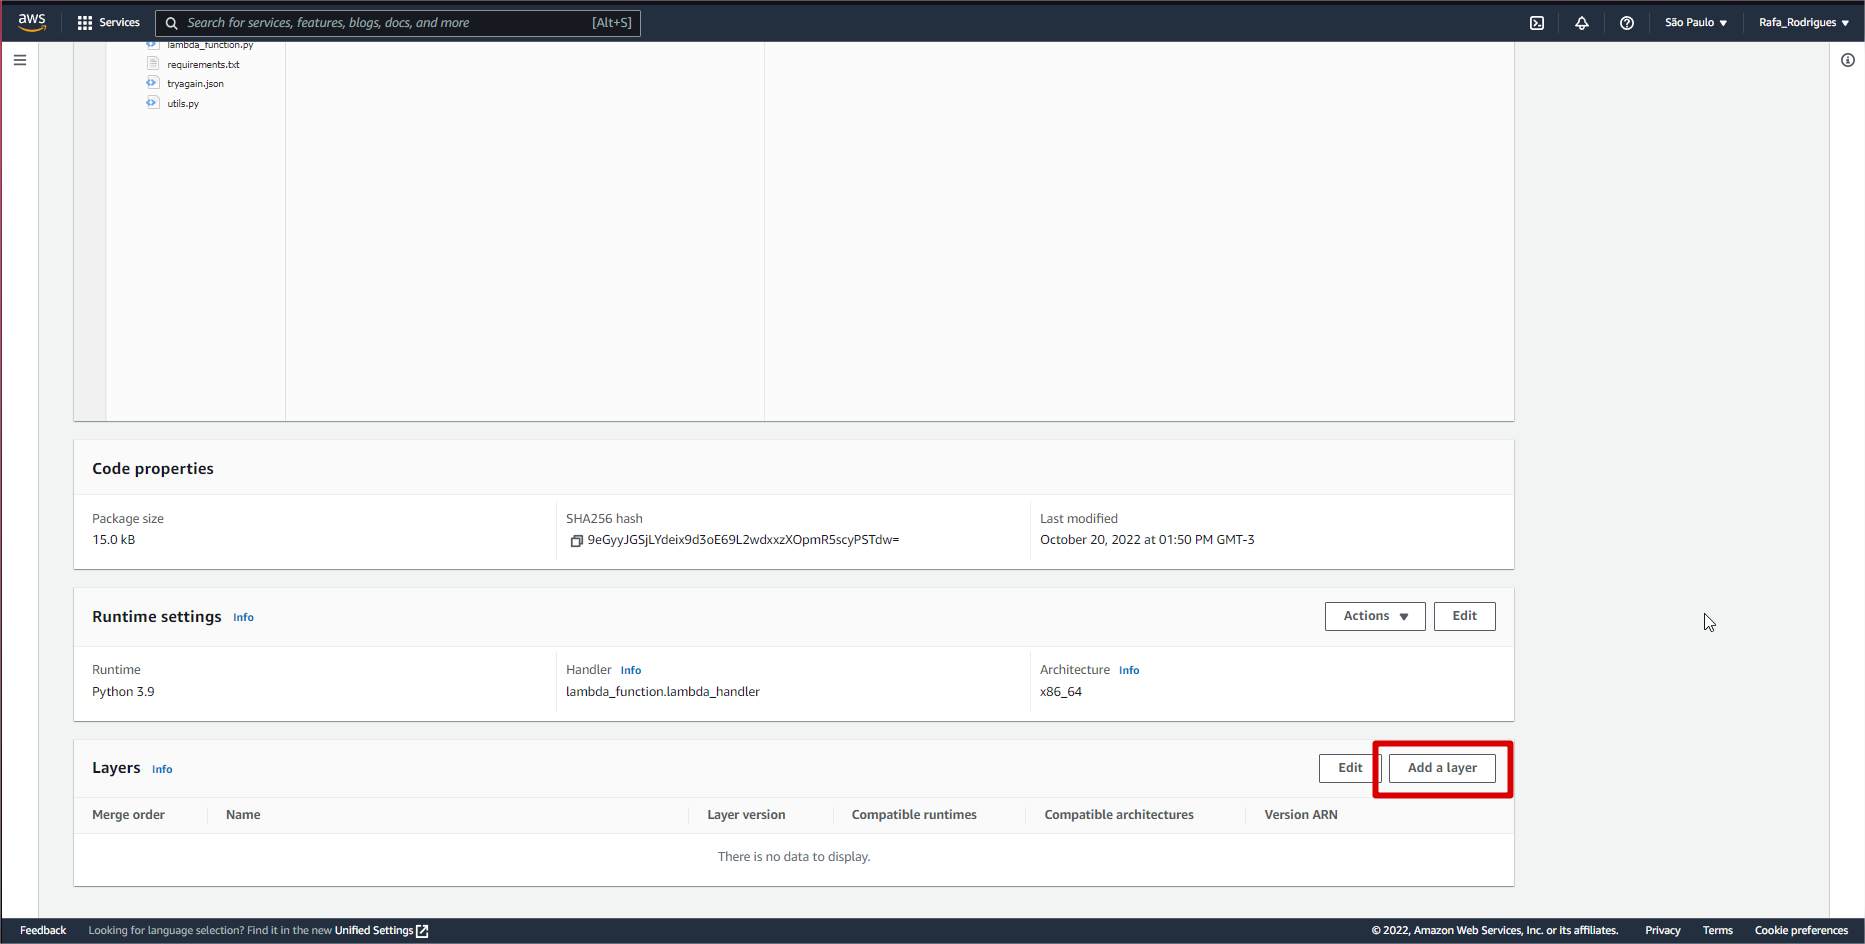 aws Services Search for services, features, blogs, docs, and more [Alt+S] São Paulo ▼ Rafa_Rodrigues ▼
lambda_function.py
requirements.txt
tryagain.json
utils.py
Code properties
Package size SHA256 hash Last modified
15.0 kB 9eGyyJGSjLYdeix9d3oE69L2wdxxzXOpmR5scyPSTdw= October 20, 2022 at 01:50 PM GMT-3
Runtime settings Info Actions ▼ Edit
Runtime Handler Info Architecture Info
Python 3.9 lambda_function.lambda_handler x86_64
Layers Info Edit Add a layer
Merge order Name Layer version Compatible runtimes Compatible architectures Version ARN
There is no data to display.
Feedback Looking for language selection? Find it in the new Unified Settings © 2022, Amazon Web Services, Inc. or its affiliates. Privacy Terms Cookie preferences